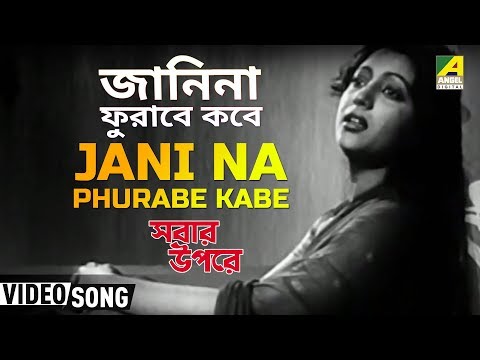 জানিনা
ফুরাবে কবে
JANI NA
PHURABE KABE
সবার
উপরে
VIDEO SONG
A
ANGEL
DIGITAL